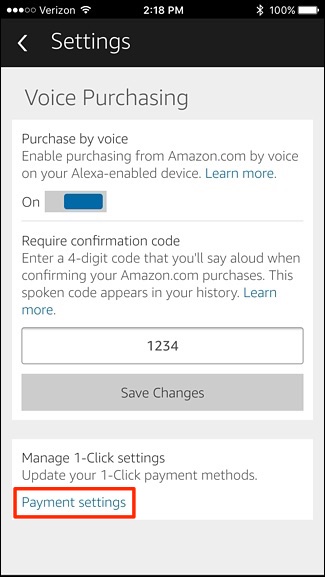 Verizon 2:18 PM 100%
Settings
Voice Purchasing
Purchase by voice
Enable purchasing from Amazon.com by voice
on your Alexa-enabled device. Learn more.
On
Require confirmation code
Enter a 4-digit code that you'll say aloud when
confirming your Amazon.com purchases. This
spoken code appears in your history. Learn
more.
1234
Save Changes
Manage 1-Click settings
Update your 1-Click payment methods.
Payment settings